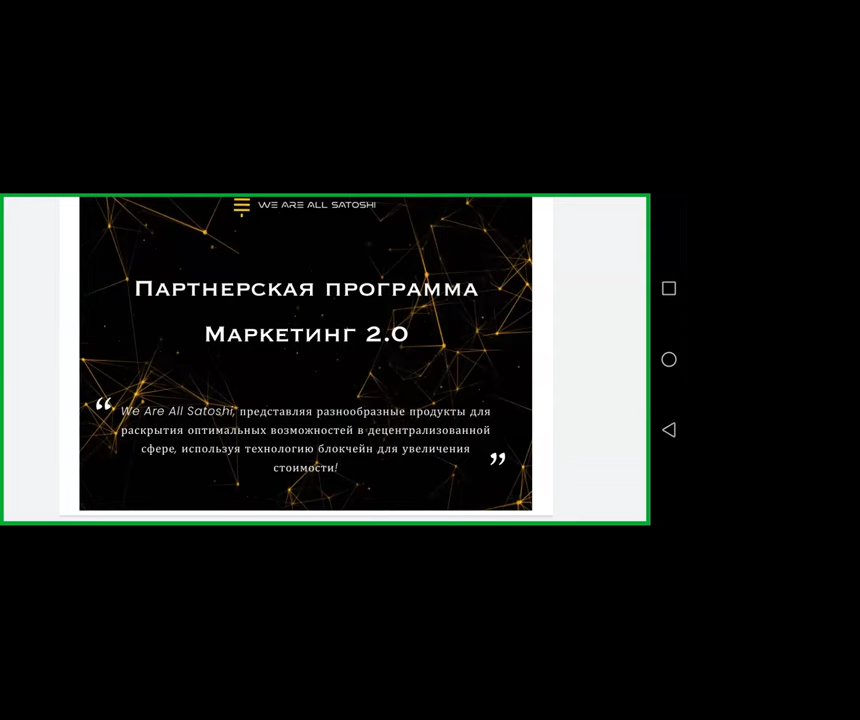 WE ARE ALL SATOSHI
Партнерская программа
Маркетинг 2.0
“ We Are All Satoshi, представляя разнообразные продукты для
раскрытия оптимальных возможностей в децентрализованной
сфере, используя технологию блокчейн для увеличения
стоимости! ”